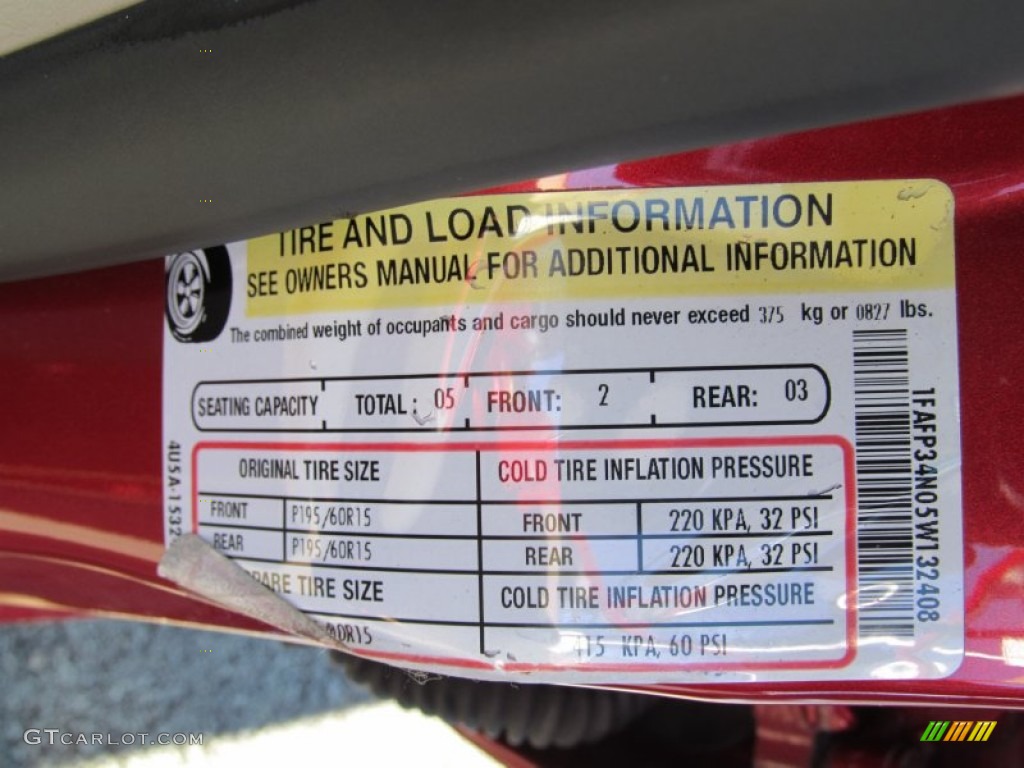 TIRE AND LOAD INFORMATION
SEE OWNERS MANUAL FOR ADDITIONAL INFORMATION
The combined weight of occupants and cargo should never exceed 375 kg or 0827 lbs.
SEATING CAPACITY TOTAL: 05 FRONT: 2 REAR: 03
ORIGINAL TIRE SIZE COLD TIRE INFLATION PRESSURE
FRONT P195/60R15 FRONT 220 KPA, 32 PSI
REAR P195/60R15 REAR 220 KPA, 32 PSI
TIRE SIZE COLD TIRE INFLATION PRESSURE
KPA, 60 PSI
4U5A-1532
1FAFP34N05W132408
GTCARLOT.COM